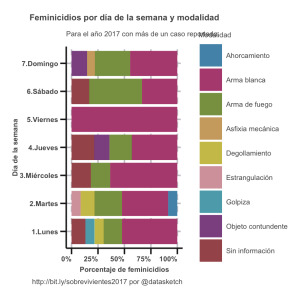 Feminicidios por día de la semana y modalidad
Para el año 2017 con más de un caso reportado
Modalidad
Ahorcamiento
Arma blanca
Arma de fuego
Asfixia mecánica
Degollamiento
Estrangulación
Golpiza
Objeto contundente
Sin información
Día de la semana
7.Domingo
6.Sábado
5.Viernes
4.Jueves
3.Miércoles
2.Martes
1.Lunes
0% 25% 50% 75% 100%
Porcentaje de feminicidios
http://bit.ly/sobrevivientes2017 por @datasketch